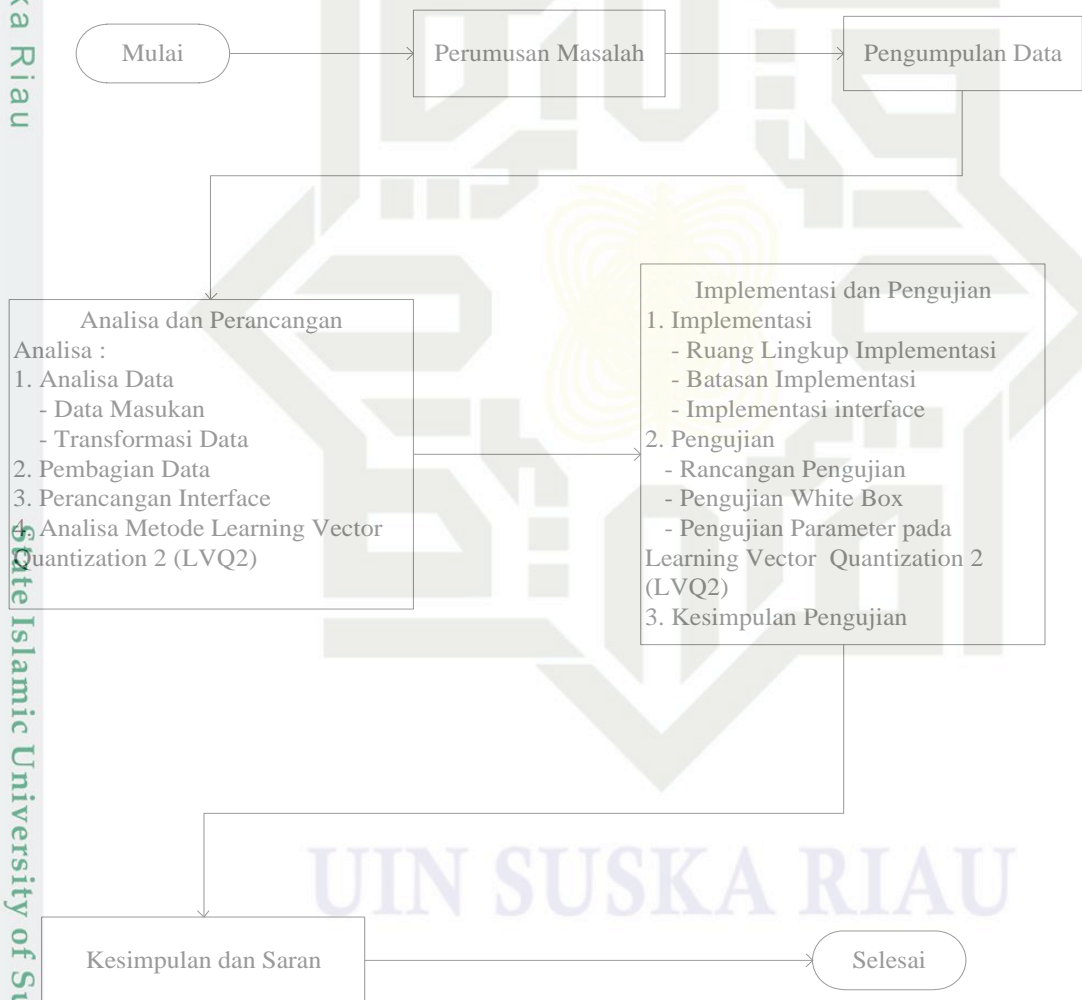 Mulai
Perumusan Masalah
Pengumpulan Data
Analisa dan Perancangan
Analisa :
1. Analisa Data
- Data Masukan
- Transformasi Data
2. Pembagian Data
3. Perancangan Interface
4. Analisa Metode Learning Vector
Quantization 2 (LVQ2)
Implementasi dan Pengujian
1. Implementasi
- Ruang Lingkup Implementasi
- Batasan Implementasi
- Implementasi interface
2. Pengujian
- Rancangan Pengujian
- Pengujian White Box
- Pengujian Parameter pada
Learning Vector Quantization 2
(LVQ2)
3. Kesimpulan Pengujian
Kesimpulan dan Saran
Selesai
UIN SUSKA RIAU
ka Riau
State Islamic University of Su